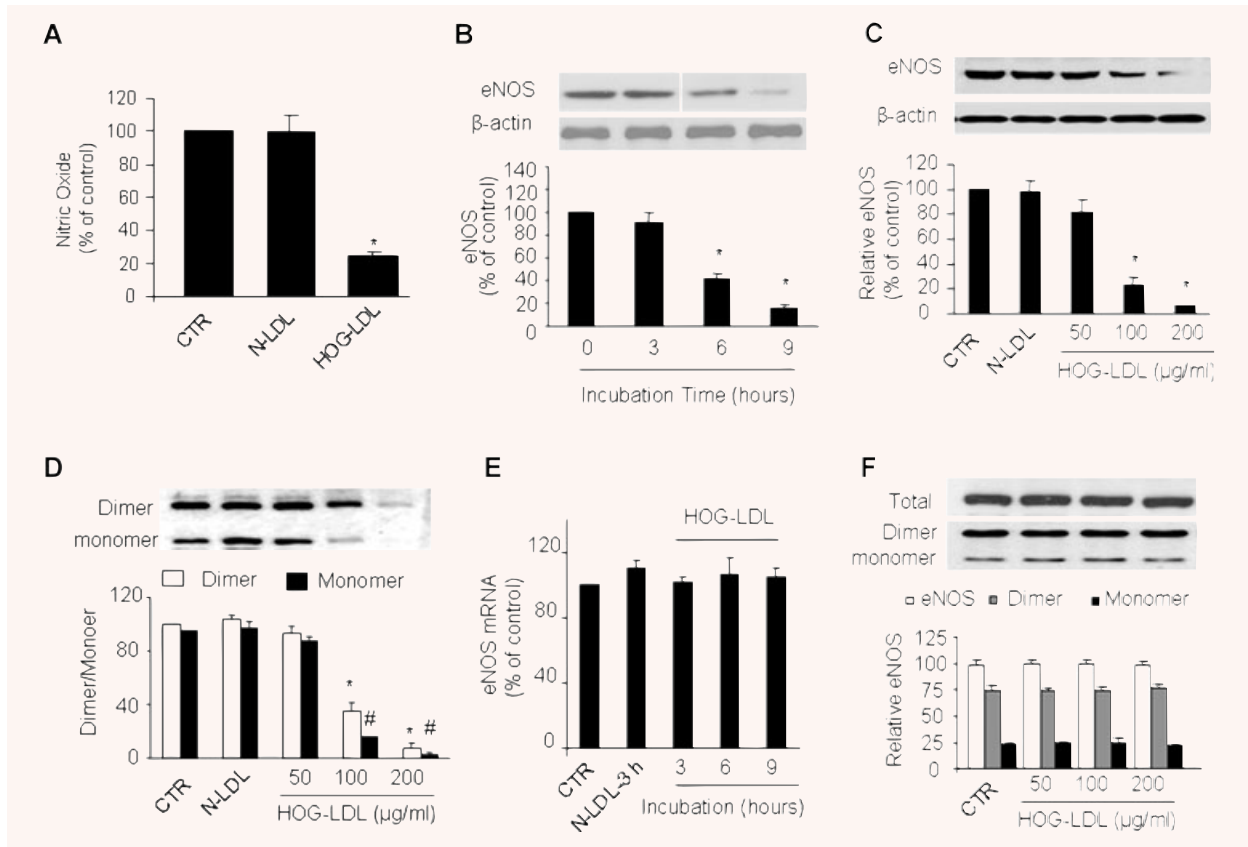 A
120
100
80
60
40
20
0
Nitric Oxide
(% of control)
*
CTR
N-LDL
HOG-LDL
B
eNOS
β-actin
140
120
100
80
60
40
20
0
eNOS
(% of control)
*
*
0 3 6 9
Incubation Time (hours)
C
eNOS
β-actin
120
100
80
60
40
20
0
Relative eNOS
(% of control)
*
*
CTR
N-LDL
50 100 200
HOG-LDL (µg/ml)
D
Dimer
monomer
Dimer Monomer
120
80
40
0
Dimer/Monoer
*
#
*
#
CTR
N-LDL
50 100 200
HOG-LDL (µg/ml)
E
HOG-LDL
120
80
40
0
eNOS mRNA
(% of control)
CTR
N-LDL-3 h
3 6 9
Incubation (hours)
F
Total
Dimer
monomer
eNOS Dimer Monomer
125
100
75
50
25
0
Relative eNOS
CTR
50 100 200
HOG-LDL (µg/ml)